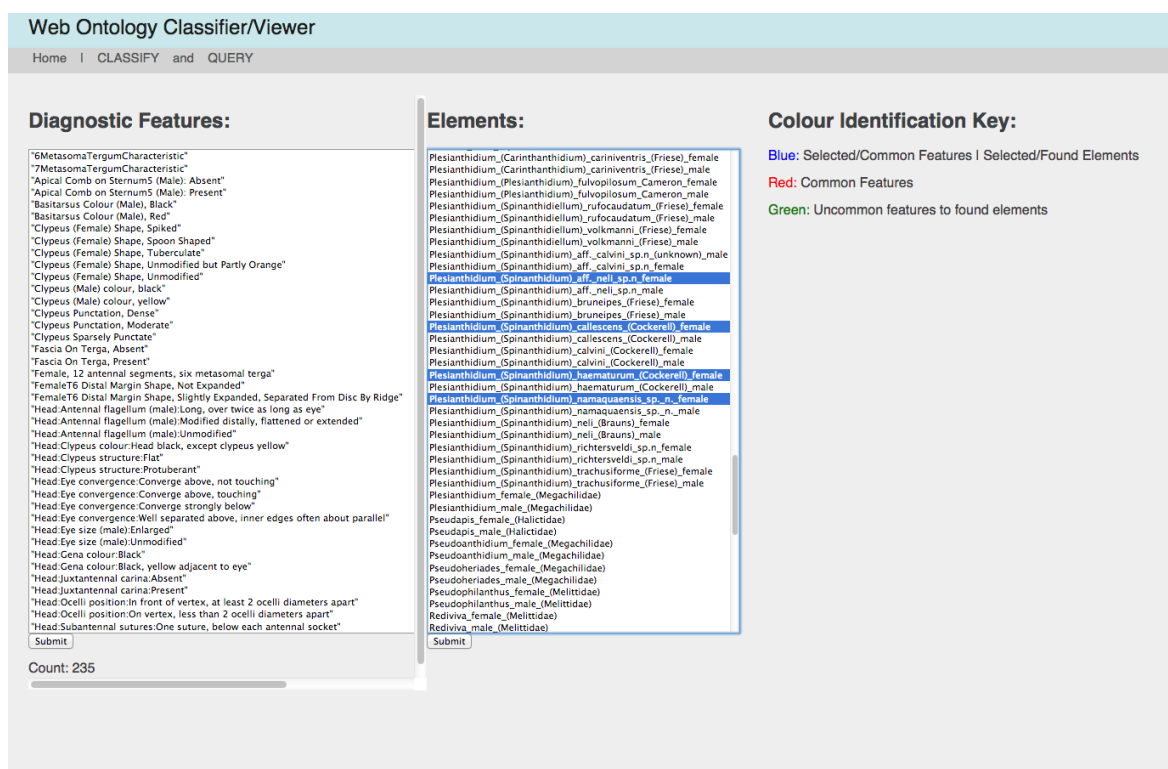 Web Ontology Classifier/Viewer
Home | CLASSIFY and QUERY
Diagnostic Features:
"6MetasomaTergumCharacteristic"
"7MetasomaTergumCharacteristic"
"Apical Comb on Sternum5 (Male): Absent"
"Apical Comb on Sternum5 (Male): Present"
"Basitarsus Colour (Male), Black"
"Basitarsus Colour (Male), Red"
"Clypeus (Female) Shape, Spiked"
"Clypeus (Female) Shape, Spoon Shaped"
"Clypeus (Female) Shape, Tuberculate"
"Clypeus (Female) Shape, Unmodified but Partly Orange"
"Clypeus (Female) Shape, Unmodified"
"Clypeus (Male) colour, black"
"Clypeus (Male) colour, yellow"
"Clypeus Punctation, Dense"
"Clypeus Punctation, Moderate"
"Clypeus Sparsely Punctate"
"Fascia On Terga, Absent"
"Fascia On Terga, Present"
"Female, 12 antennal segments, six metasomal terga"
"FemaleT6 Distal Margin Shape, Not Expanded"
"FemaleT6 Distal Margin Shape, Slightly Expanded, Separated From Disc By Ridge"
"Head:Antennal flagellum (male):Long, over twice as long as eye"
"Head:Antennal flagellum (male):Modified distally, flattened or extended"
"Head:Antennal flagellum (male):Unmodified"
"Head:Clypeus colour:Head black, except clypeus yellow"
"Head:Clypeus structure:Flat"
"Head:Clypeus structure:Protuberant"
"Head:Eye convergence:Converge above, not touching"
"Head:Eye convergence:Converge above, touching"
"Head:Eye convergence:Converge strongly below"
"Head:Eye convergence:Well separated above, inner edges often about parallel"
"Head:Eye size (male):Enlarged"
"Head:Eye size (male):Unmodified"
"Head:Gena colour:Black"
"Head:Gena colour:Black, yellow adjacent to eye"
"Head:Juxtantennal carina:Absent"
"Head:Juxtantennal carina:Present"
"Head:Ocelli position:In front of vertex, at least 2 ocelli diameters apart"
"Head:Ocelli position:On vertex, less than 2 ocelli diameters apart"
"Head:Subantennal sutures:One suture, below each antennal socket"
Submit
Count: 235
Elements:
Plesianthidium_(Carinthanthidium)_cariniventris_(Friese)_female
Plesianthidium_(Carinthanthidium)_cariniventris_(Friese)_male
Plesianthidium_(Plesianthidium)_fulvopilosum_Cameron_female
Plesianthidium_(Plesianthidium)_fulvopilosum_Cameron_male
Plesianthidium_(Spinanthidiellum)_rufocaudatum_(Friese)_female
Plesianthidium_(Spinanthidiellum)_rufocaudatum_(Friese)_male
Plesianthidium_(Spinanthidiellum)_volkmanni_(Friese)_female
Plesianthidium_(Spinanthidiellum)_volkmanni_(Friese)_male
Plesianthidium_(Spinanthidium)_aff._calvini_sp.n_(unknown)_male
Plesianthidium_(Spinanthidium)_aff._calvini_sp.n_female
Plesianthidium_(Spinanthidium)_aff._neli_sp.n_female
Plesianthidium_(Spinanthidium)_aff._neli_sp.n_male
Plesianthidium_(Spinanthidium)_bruneipes_(Friese)_female
Plesianthidium_(Spinanthidium)_bruneipes_(Friese)_male
Plesianthidium_(Spinanthidium)_callescens_(Cockerell)_female
Plesianthidium_(Spinanthidium)_callescens_(Cockerell)_male
Plesianthidium_(Spinanthidium)_calvini_(Cockerell)_female
Plesianthidium_(Spinanthidium)_calvini_(Cockerell)_male
Plesianthidium_(Spinanthidium)_haematurum_(Cockerell)_female
Plesianthidium_(Spinanthidium)_haematurum_(Cockerell)_male
Plesianthidium_(Spinanthidium)_namaquaensis_sp._n._female
Plesianthidium_(Spinanthidium)_namaquaensis_sp._n._male
Plesianthidium_(Spinanthidium)_neli_(Brauns)_female
Plesianthidium_(Spinanthidium)_neli_(Brauns)_male
Plesianthidium_(Spinanthidium)_richtersveldi_sp.n_female
Plesianthidium_(Spinanthidium)_richtersveldi_sp.n_male
Plesianthidium_(Spinanthidium)_trachusiforme_(Friese)_female
Plesianthidium_(Spinanthidium)_trachusiforme_(Friese)_male
Plesianthidium_female_(Megachilidae)
Plesianthidium_male_(Megachilidae)
Pseudapis_female_(Halictidae)
Pseudapis_male_(Halictidae)
Pseudoanthidium_female_(Megachilidae)
Pseudoanthidium_male_(Megachilidae)
Pseudoheriades_female_(Megachilidae)
Pseudoheriades_male_(Megachilidae)
Pseudophilanthus_female_(Melittidae)
Pseudophilanthus_male_(Melittidae)
Rediviva_female_(Melittidae)
Rediviva_male_(Melittidae)
Submit
Colour Identification Key:
Blue: Selected/Common Features | Selected/Found Elements
Red: Common Features
Green: Uncommon features to found elements